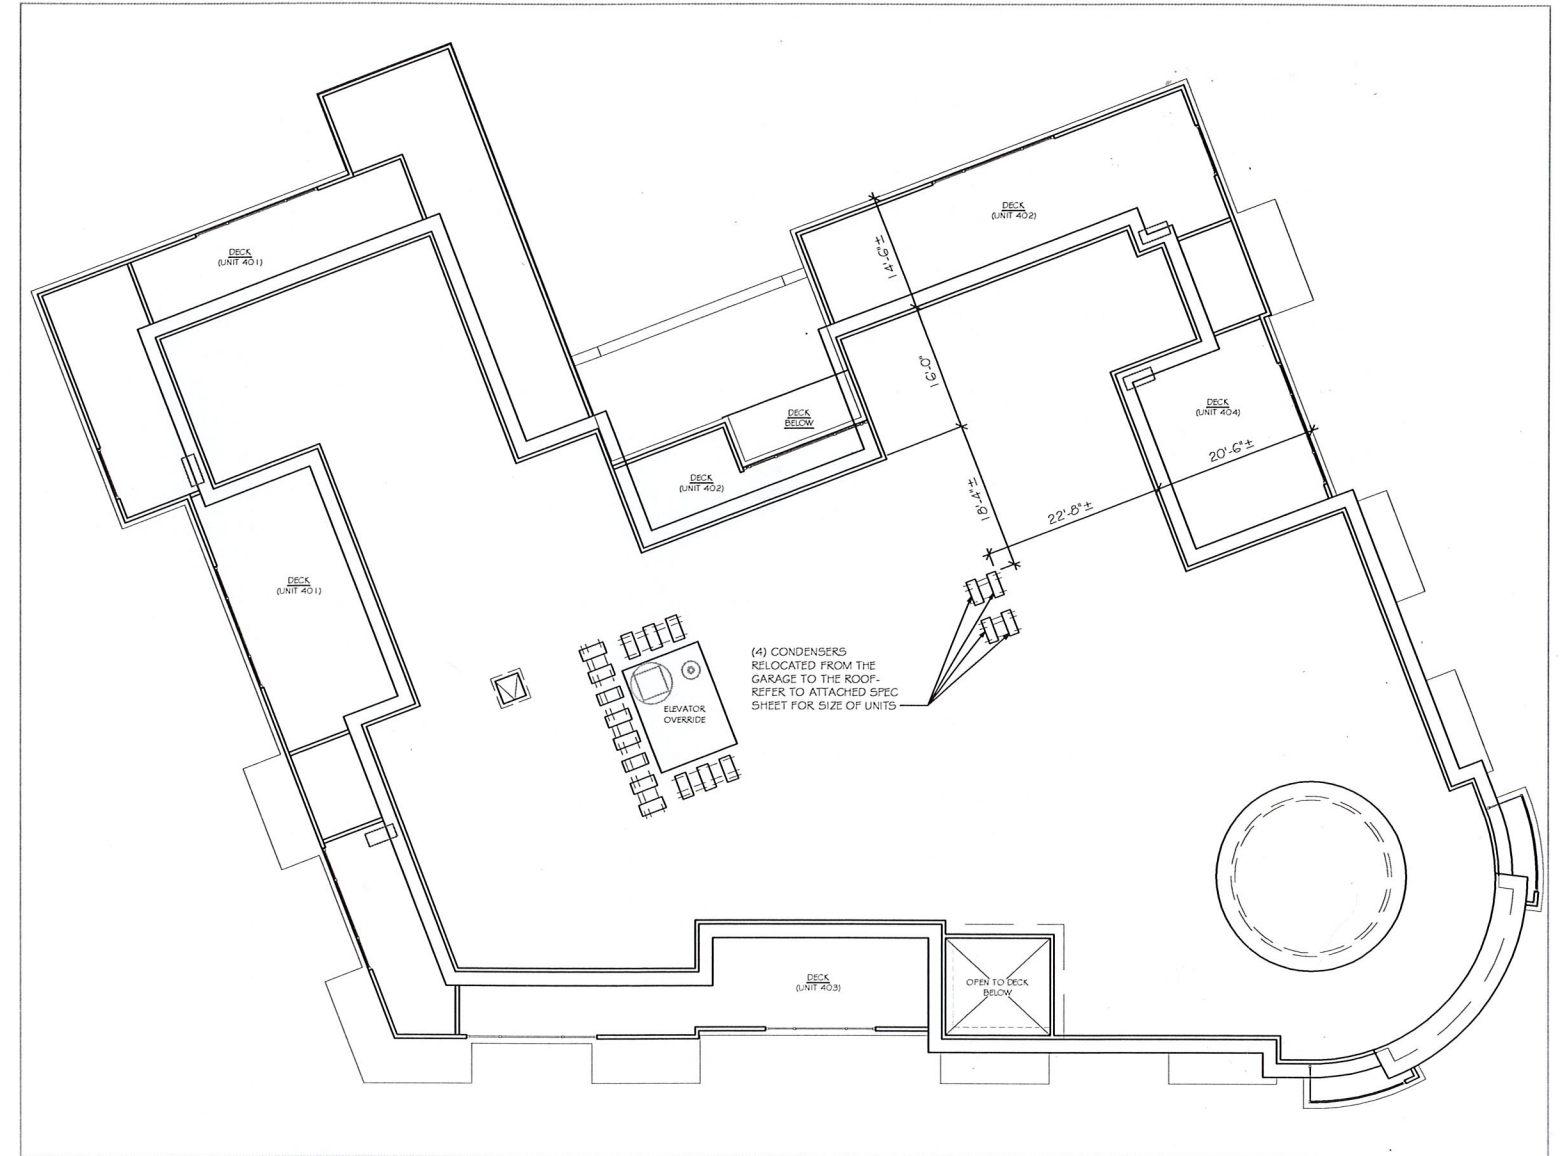 DECK
(UNIT 401)
DECK
(UNIT 402)
14'-6"±
16'-0"
DECK
BELOW
DECK
(UNIT 404)
20'-6"±
22'-8"±
18'-4"±
DECK
(UNIT 402)
DECK
(UNIT 401)
(4) CONDENSERS
RELOCATED FROM THE
GARAGE TO THE ROOF-
REFER TO ATTACHED SPEC
SHEET FOR SIZE OF UNITS
ELEVATOR
OVERRIDE
DECK
(UNIT 403)
OPEN TO DECK
BELOW